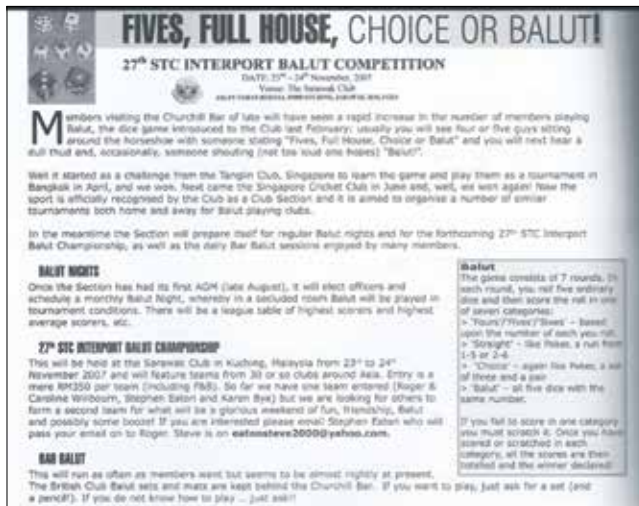 FIVES, FULL HOUSE, CHOICE OR BALUT!
27th STC INTERPORT BALUT COMPETITION
DATE: 23rd - 24th November, 2007
Venue: The Sarawak Club
Members visiting the Churchill Bar of late will have seen a rapid increase in the number of members playing
Balut, the dice game introduced to the Club last February; usually you will see four or five guys sitting
around the horseshoe with someone stating "Fives, Full House, Choice or Balut" and you will next hear a
dull thud and, occasionally, someone shouting (not too loud one hopes) "Balut!".
Well it started as a challenge from the Tanglin Club, Singapore to learn the game and play them as a tournament in
Bangkok in April, and we won. Next came the Singapore Cricket Club in June and, well, we won again! Now the
sport is officially recognised by the Club as a Club Section and it is aimed to organise a number of similar
tournaments both home and away for Balut playing clubs.
In the meantime the Section will prepare itself for regular Balut nights and for the forthcoming 27th STC Interport
Balut Championship, as well as the daily Bar Balut sessions enjoyed by many members.
BALUT NIGHTS
Once the Section has had its first AGM (late August), it will elect officers and
schedule a monthly Balut Night, whereby in a secluded room Balut will be played in
tournament conditions. There will be a league table of highest scorers and highest
average scorers, etc.
27th STC INTERPORT BALUT CHAMPIONSHIP
This will be held at the Sarawak Club in Kuching, Malaysia from 23rd to 24th
November 2007 and will feature teams from 30 or so clubs around Asia. Entry is a
mere RM350 per team (including F&B). So far we have one team entered (Roger &
Caroline Wilbourn, Stephen Eaton and Karen Bye) but we are looking for others to
form a second team for what will be a glorious weekend of fun, friendship, Balut
and possibly some booze! If you are interested please email Stephen Eaton who will
pass your email on to Roger. Steve is on eatonsteve2000@yahoo.com.
BAR BALUT
This will run as often as members want but seems to be almost nightly at present.
The British Club Balut sets and mats are kept behind the Churchill Bar. If you want to play, just ask for a set (and
a pencil!). If you do not know how to play ... just ask!!
Balut
The game consists of 7 rounds. In
each round, you roll five ordinary
dice and then score the roll in one
of seven categories:
> 'Fours'/'Fives'/'Sixes' - Based
upon the number of each you roll.
> 'Straight' - like Poker, a run from
1-5 or 2-6
> 'Choice' - again like Poker, a set
of three and a pair
> 'Balut' - all five dice with the
same number.
If you fail to score in one category
you must scratch it. Once you have
scored or scratched in each
category, all the scores are then
totalled and the winner declared!